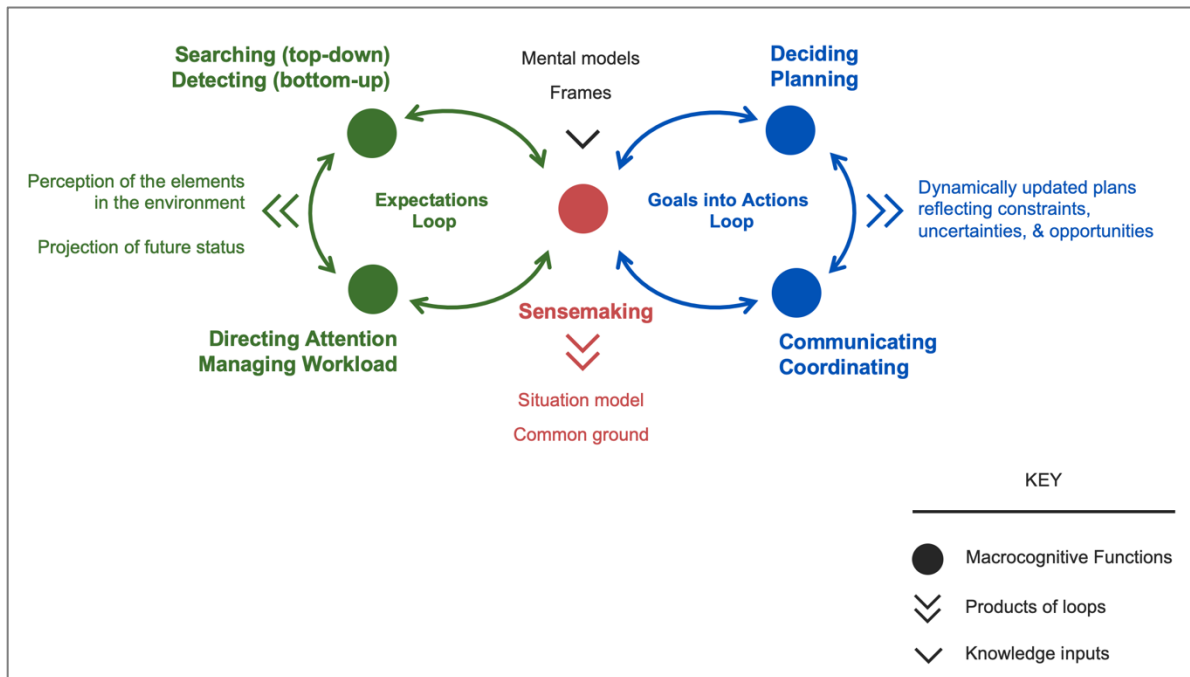 Searching (top-down)
Detecting (bottom-up)
Mental models
Frames
Deciding
Planning
Perception of the elements
in the environment
Projection of future status
Expectations
Loop
Goals into Actions
Loop
Dynamically updated plans
reflecting constraints,
uncertainties, & opportunities
Directing Attention
Managing Workload
Sensemaking
Situation model
Common ground
Communicating
Coordinating
KEY
Macrocognitive Functions
Products of loops
Knowledge inputs